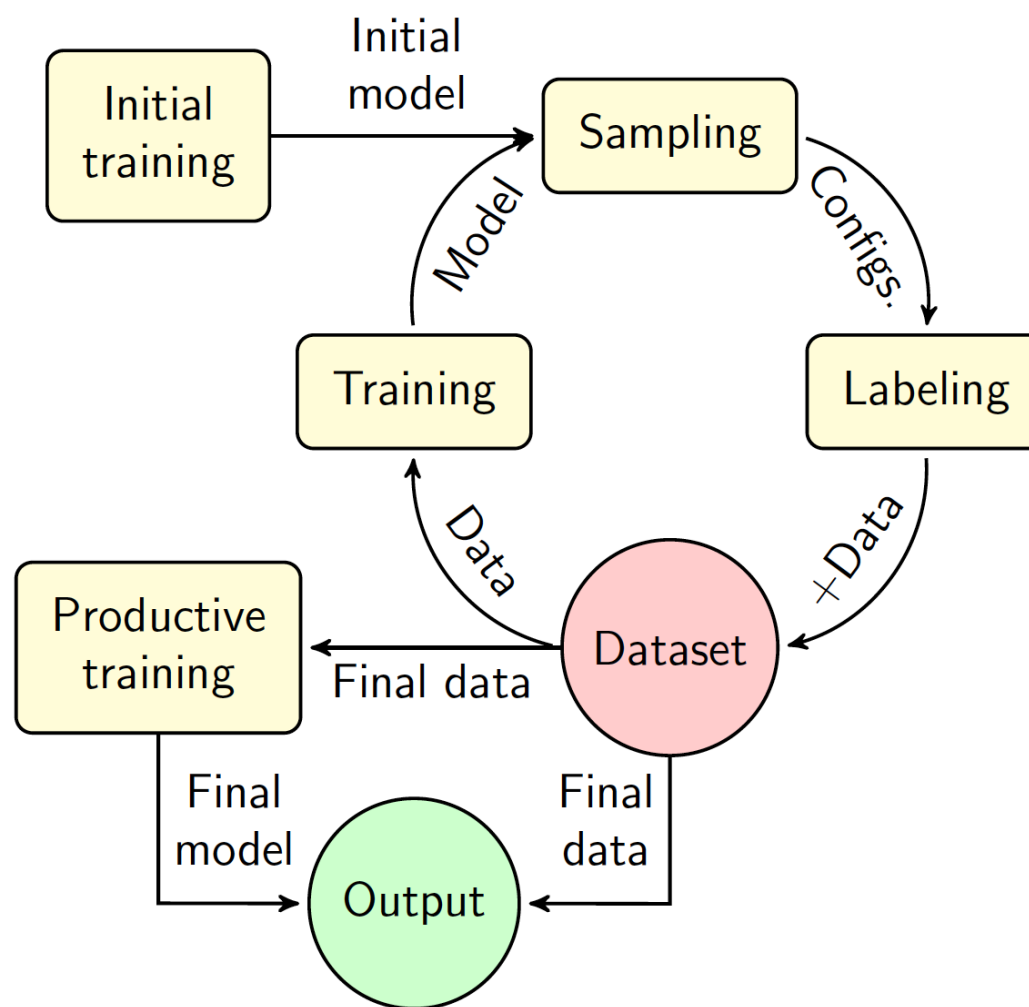 Initial
model
Initial
training
Sampling
Model
Configs.
Training
Labeling
Data
+Data
Productive
training
Dataset
Final data
Final
model
Final
data
Output